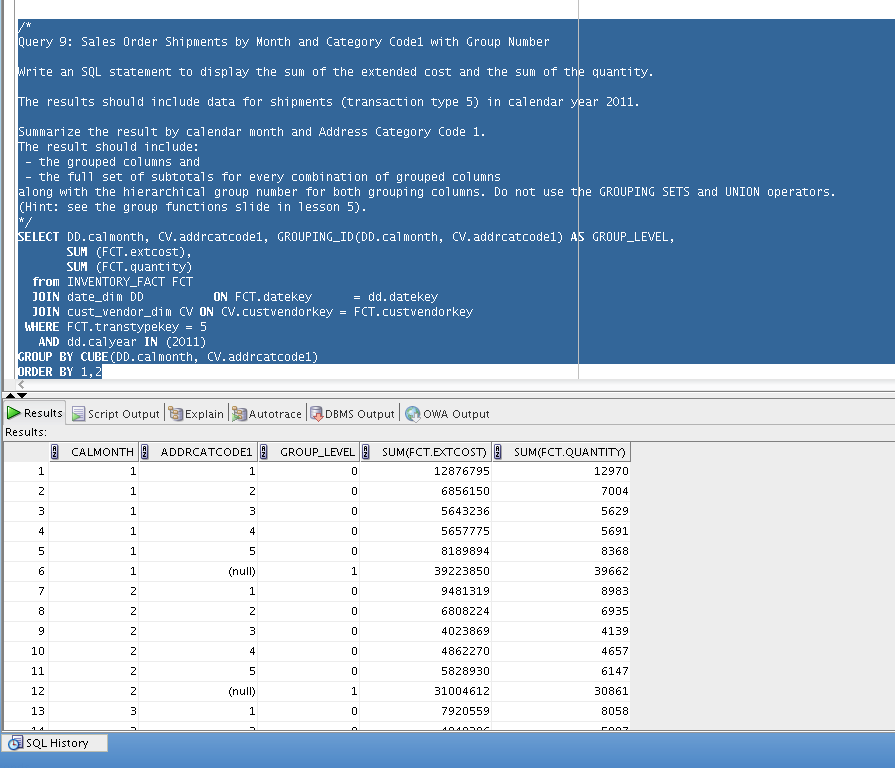 /*
Query 9: Sales Order Shipments by Month and Category Code1 with Group Number
Write an SQL statement to display the sum of the extended cost and the sum of the quantity.
The results should include data for shipments (transaction type 5) in calendar year 2011.
Summarize the result by calendar month and Address Category Code 1.
The result should include:
- the grouped columns and
- the full set of subtotals for every combination of grouped columns
along with the hierarchical group number for both grouping columns. Do not use the GROUPING SETS and UNION operators.
(Hint: see the group functions slide in lesson 5).
*/
SELECT DD.calmonth, CV.addrcatcode1, GROUPING_ID(DD.calmonth, CV.addrcatcode1) AS GROUP_LEVEL,
SUM (FCT.extcost),
SUM (FCT.quantity)
from INVENTORY_FACT FCT
JOIN date_dim DD ON FCT.datekey = dd.datekey
JOIN cust_vendor_dim CV ON CV.custvendorkey = FCT.custvendorkey
WHERE FCT.transtypekey = 5
AND dd.calyear IN (2011)
GROUP BY CUBE(DD.calmonth, CV.addrcatcode1)
ORDER BY 1,2
Results Script Output Explain Autotrace DBMS Output OWA Output
Results:
CALMONTH ADDRCATCODE1 GROUP_LEVEL SUM(FCT.EXTCOST) SUM(FCT.QUANTITY)
1 1 1 0 12876795 12970
2 1 2 0 6856150 7004
3 1 3 0 5643236 5629
4 1 4 0 5657775 5691
5 1 5 0 8189894 8368
6 1 (null) 1 39223850 39662
7 2 1 0 9481319 8983
8 2 2 0 6808224 6935
9 2 3 0 4023869 4139
10 2 4 0 4862270 4657
11 2 5 0 5828930 6147
12 2 (null) 1 31004612 30861
13 3 1 0 7920559 8058
SQL History